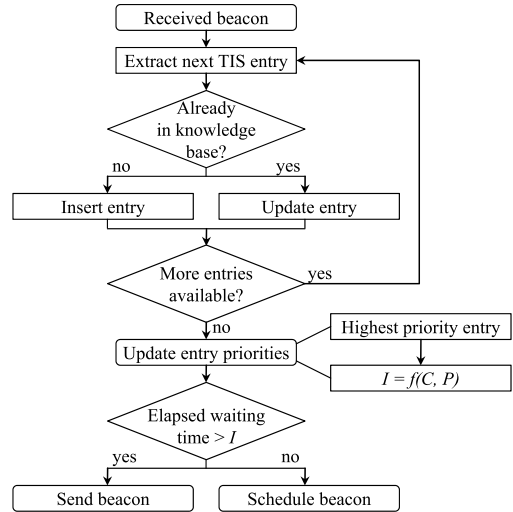 Received beacon
Extract next TIS entry
Already
in knowledge
base?
no
yes
Insert entry
Update entry
More entries
available?
yes
no
Highest priority entry
Update entry priorities
I = f(C, P)
Elapsed waiting
time > I
yes
no
Send beacon
Schedule beacon